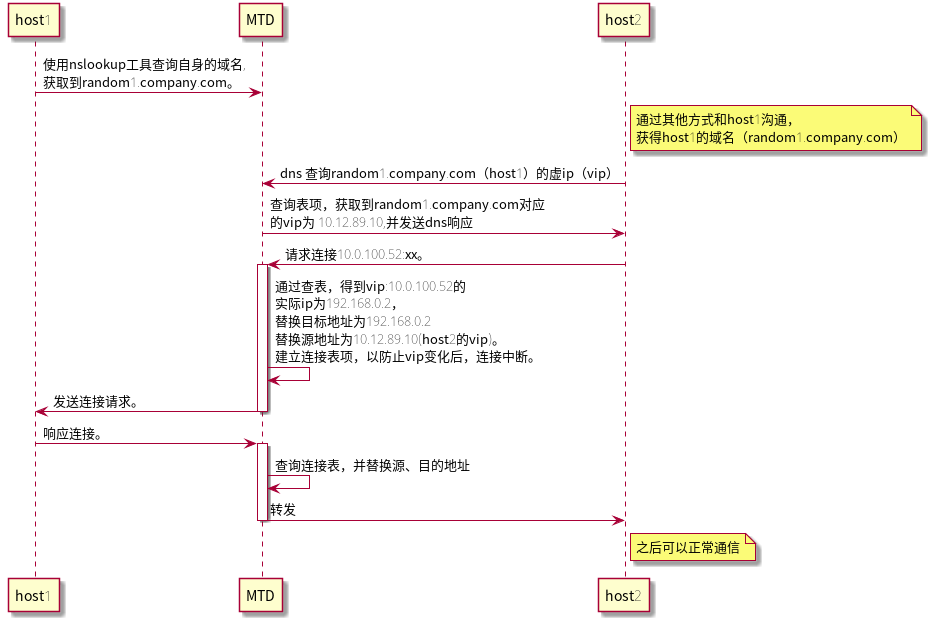 host1 MTD host2
使用nslookup工具查询自身的域名,
获取到random1.company.com。
通过其他方式和host1沟通，
获得host1的域名（random1.company.com）
dns 查询random1.company.com（host1）的虚ip（vip）
查询表项，获取到random1.company.com对应
的vip为 10.12.89.10,并发送dns响应
请求连接10.0.100.52:xx。
通过查表，得到vip:10.0.100.52的
实际ip为192.168.0.2，
替换目标地址为192.168.0.2
替换源地址为10.12.89.10(host2的vip)。
建立连接表项，以防止vip变化后，连接中断。
发送连接请求。
响应连接。
查询连接表，并替换源、目的地址
转发
之后可以正常通信
host1 MTD host2